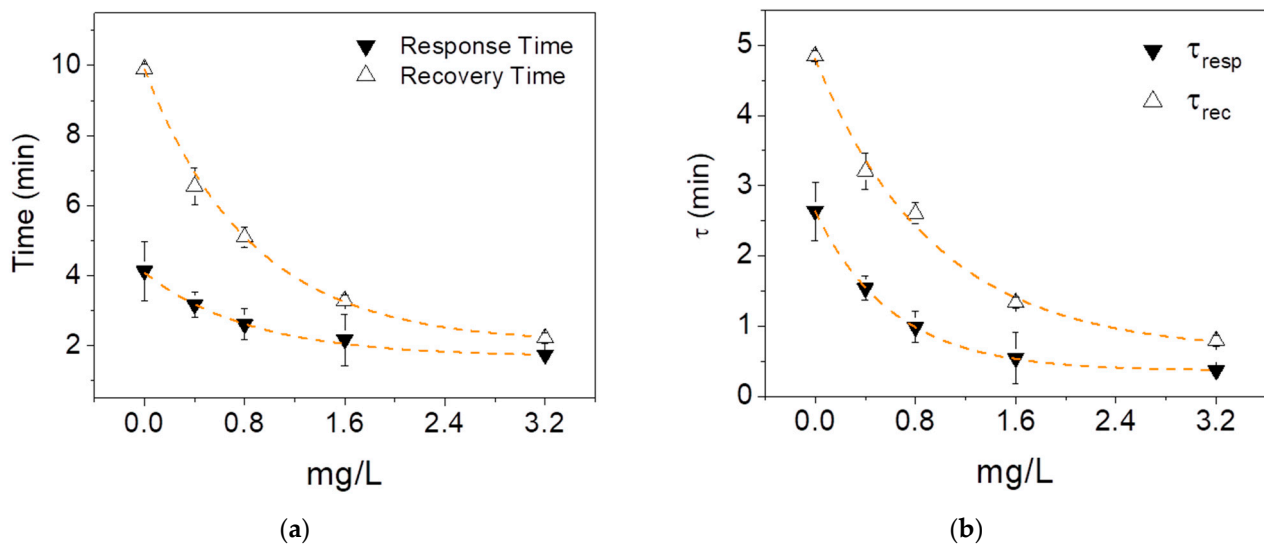 Response Time
Recovery Time
Time (min)
10
8
6
4
2
0.0 0.8 1.6 2.4 3.2
mg/L
(a)
τresp
τrec
τ (min)
5
4
3
2
1
0
0.0 0.8 1.6 2.4 3.2
mg/L
(b)